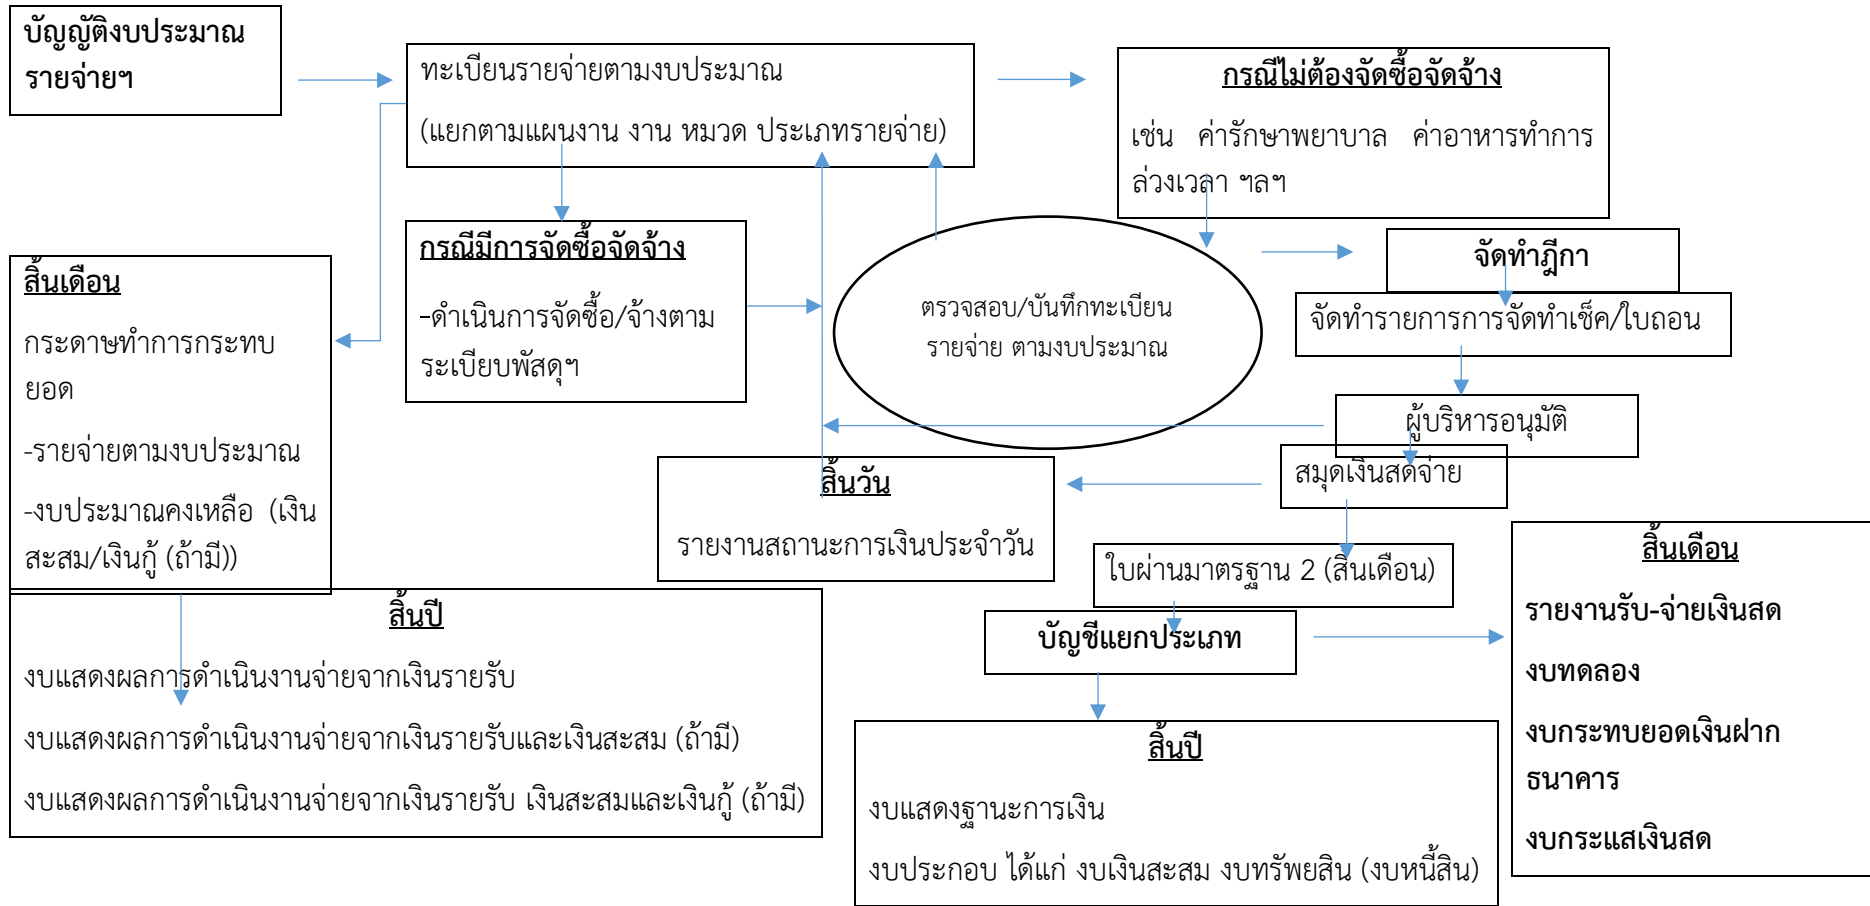 บัญญัติงบประมาณ
รายจ่ายฯ
ทะเบียนรายจ่ายตามงบประมาณ
(แยกตามแผนงาน งาน หมวด ประเภทรายจ่าย)
กรณีไม่ต้องจัดซื้อจัดจ้าง
เช่น ค่ารักษาพยาบาล ค่าอาหารทำการ
ล่วงเวลา ฯลฯ
กรณีมีการจัดซื้อจัดจ้าง
-ดำเนินการจัดซื้อ/จ้างตาม
ระเบียบพัสดุฯ
ตรวจสอบ/บันทึกทะเบียน
รายจ่าย ตามงบประมาณ
จัดทำฎีกา
จัดทำรายการการจัดทำเช็ค/ใบถอน
ผู้บริหารอนุมัติ
สมุดเงินสดจ่าย
สิ้นเดือน
กระดาษทำการกระทบ
ยอด
-รายจ่ายตามงบประมาณ
-งบประมาณคงเหลือ (เงิน
สะสม/เงินกู้ (ถ้ามี))
สิ้นวัน
รายงานสถานะการเงินประจำวัน
ใบผ่านมาตรฐาน 2 (สิ้นเดือน)
บัญชีแยกประเภท
สิ้นเดือน
รายงานรับ-จ่ายเงินสด
งบทดลอง
งบกระทบยอดเงินฝาก
ธนาคาร
งบกระแสเงินสด
สิ้นปี
งบแสดงผลการดำเนินงานจ่ายจากเงินรายรับ
งบแสดงผลการดำเนินงานจ่ายจากเงินรายรับและเงินสะสม (ถ้ามี)
งบแสดงผลการดำเนินงานจ่ายจากเงินรายรับ เงินสะสมและเงินกู้ (ถ้ามี)
สิ้นปี
งบแสดงฐานะการเงิน
งบประกอบ ได้แก่ งบเงินสะสม งบทรัพยสิน (งบหนี้สิน)